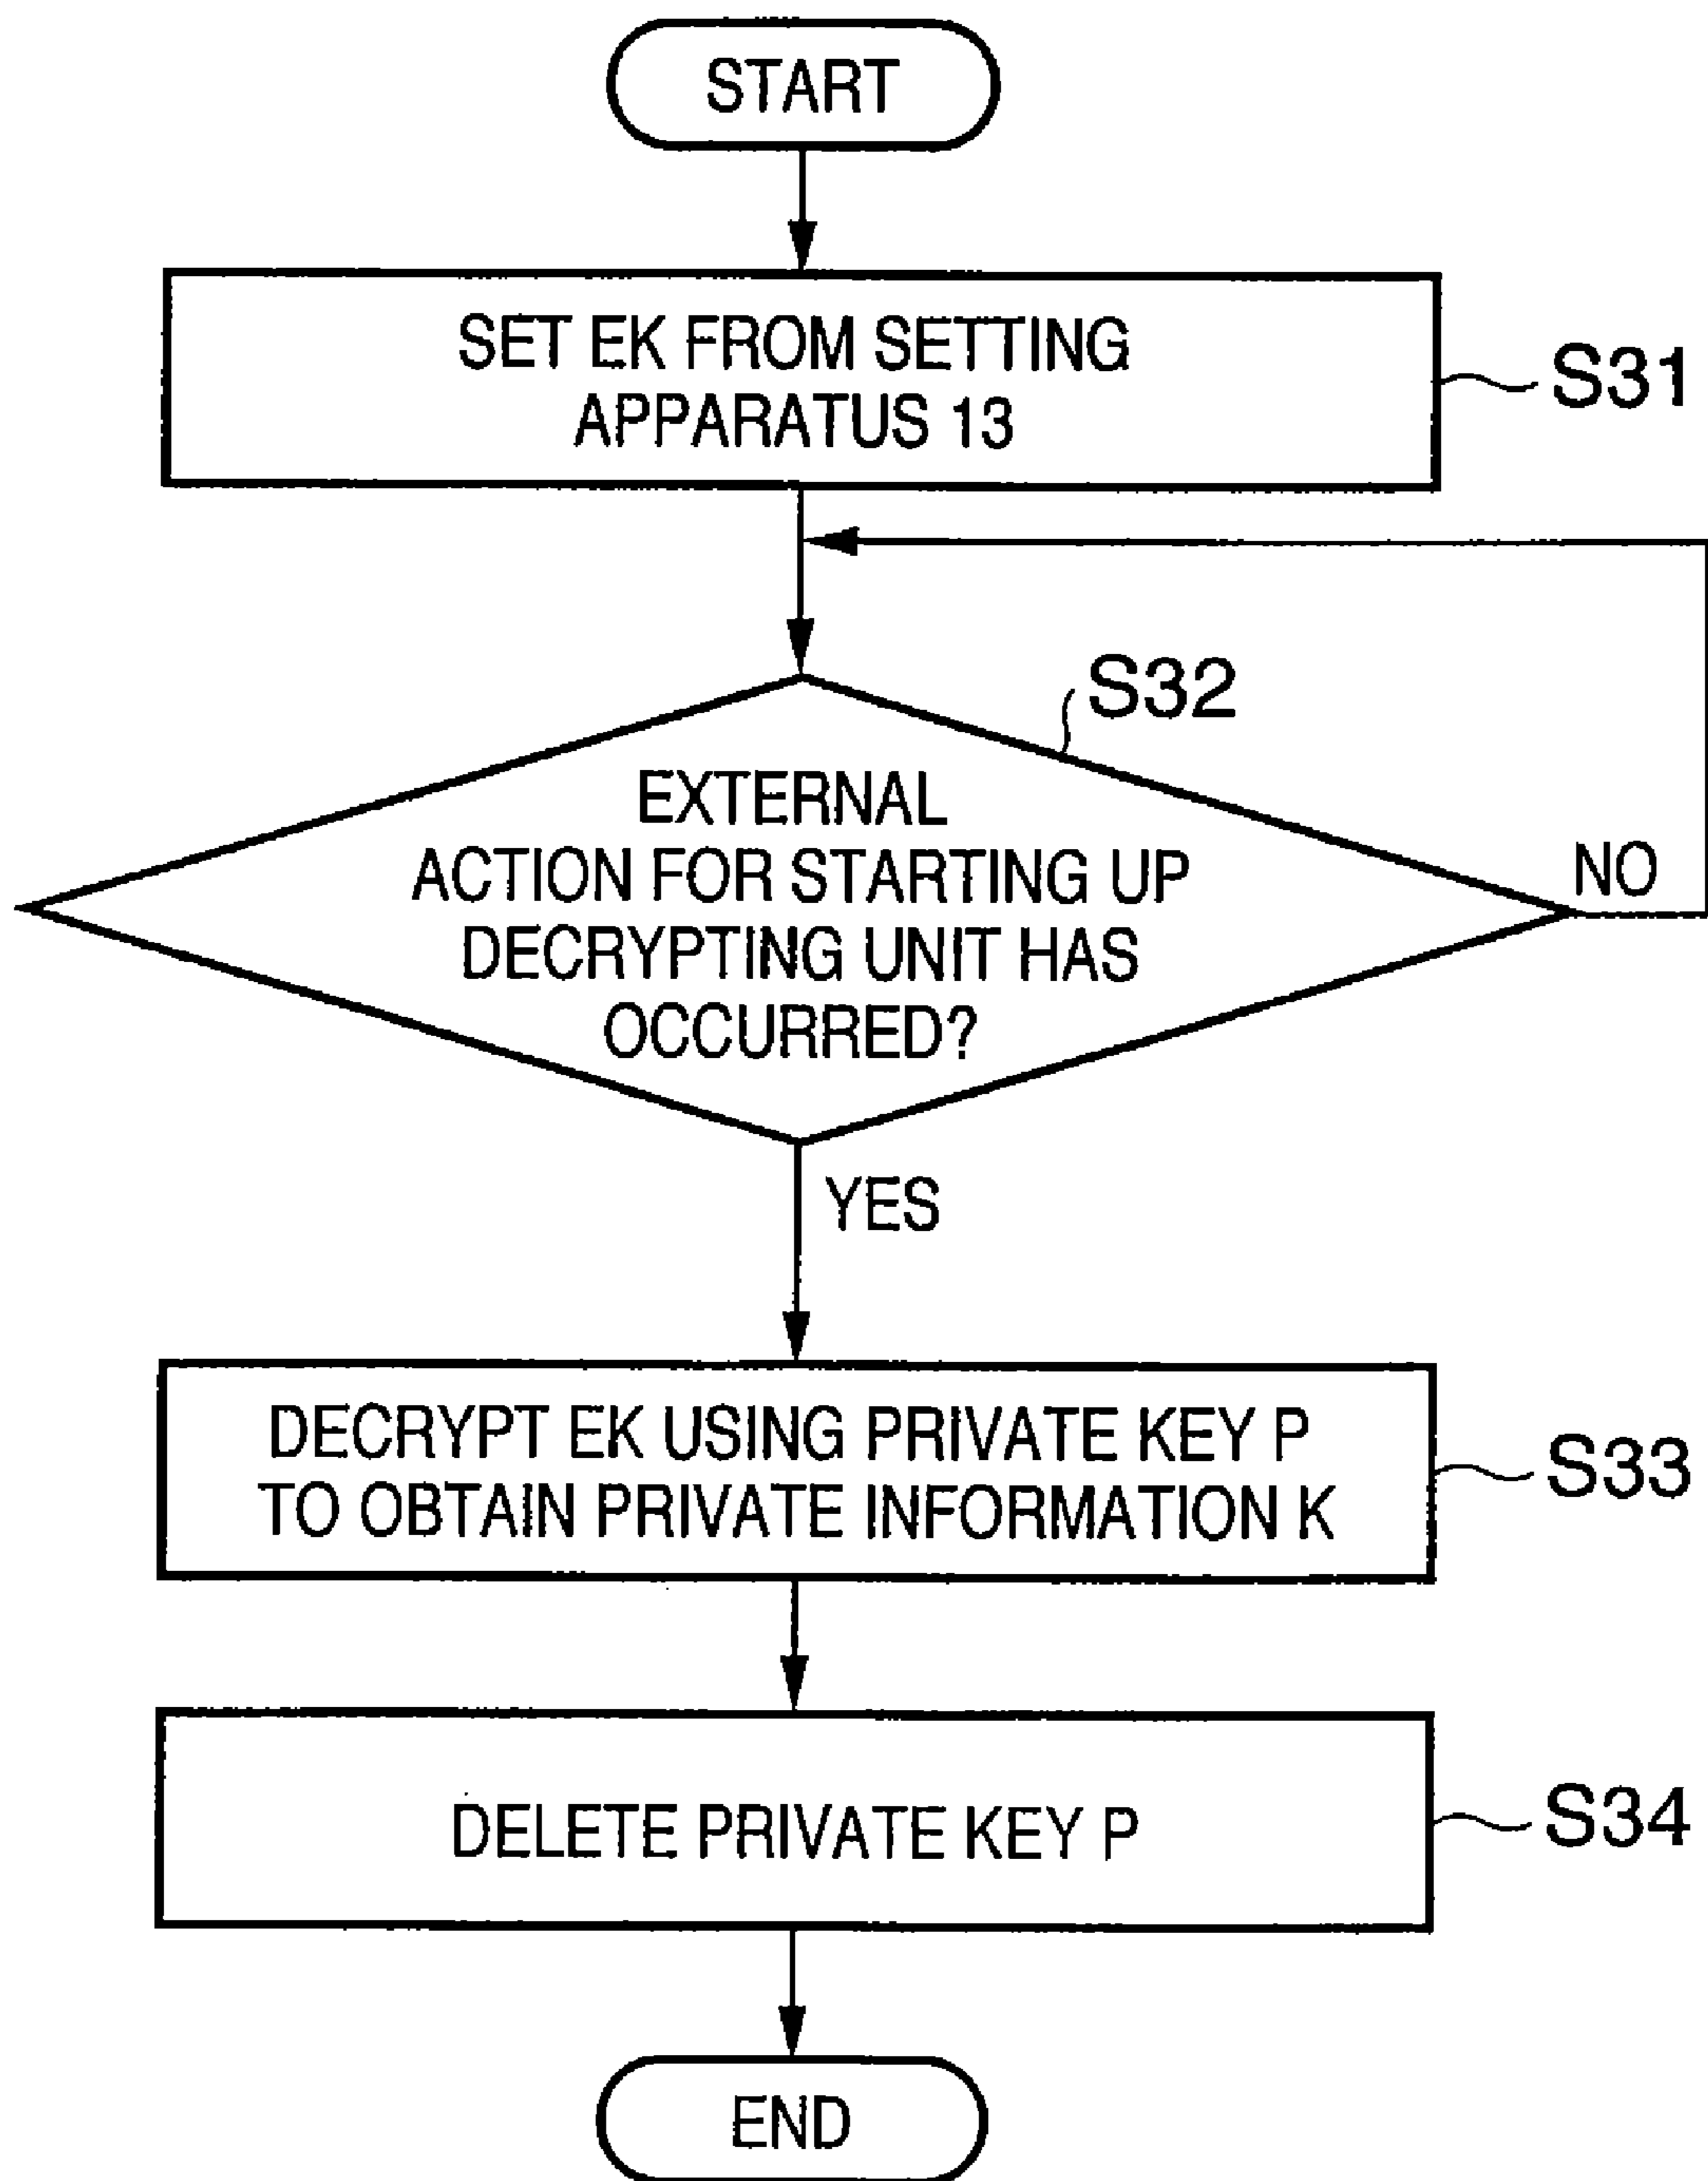 START
SET EK FROM SETTING
APPARATUS 13
S31
S32
EXTERNAL
ACTION FOR STARTING UP
DECRYPTING UNIT HAS
OCCURRED?
NO
YES
DECRYPT EK USING PRIVATE KEY P
TO OBTAIN PRIVATE INFORMATION K
S33
DELETE PRIVATE KEY P
S34
END